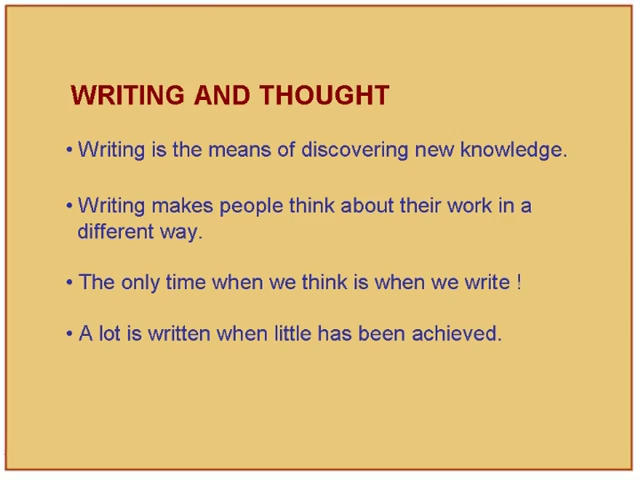 WRITING AND THOUGHT
• Writing is the means of discovering new knowledge.
• Writing makes people think about their work in a
different way.
• The only time when we think is when we write !
• A lot is written when little has been achieved.